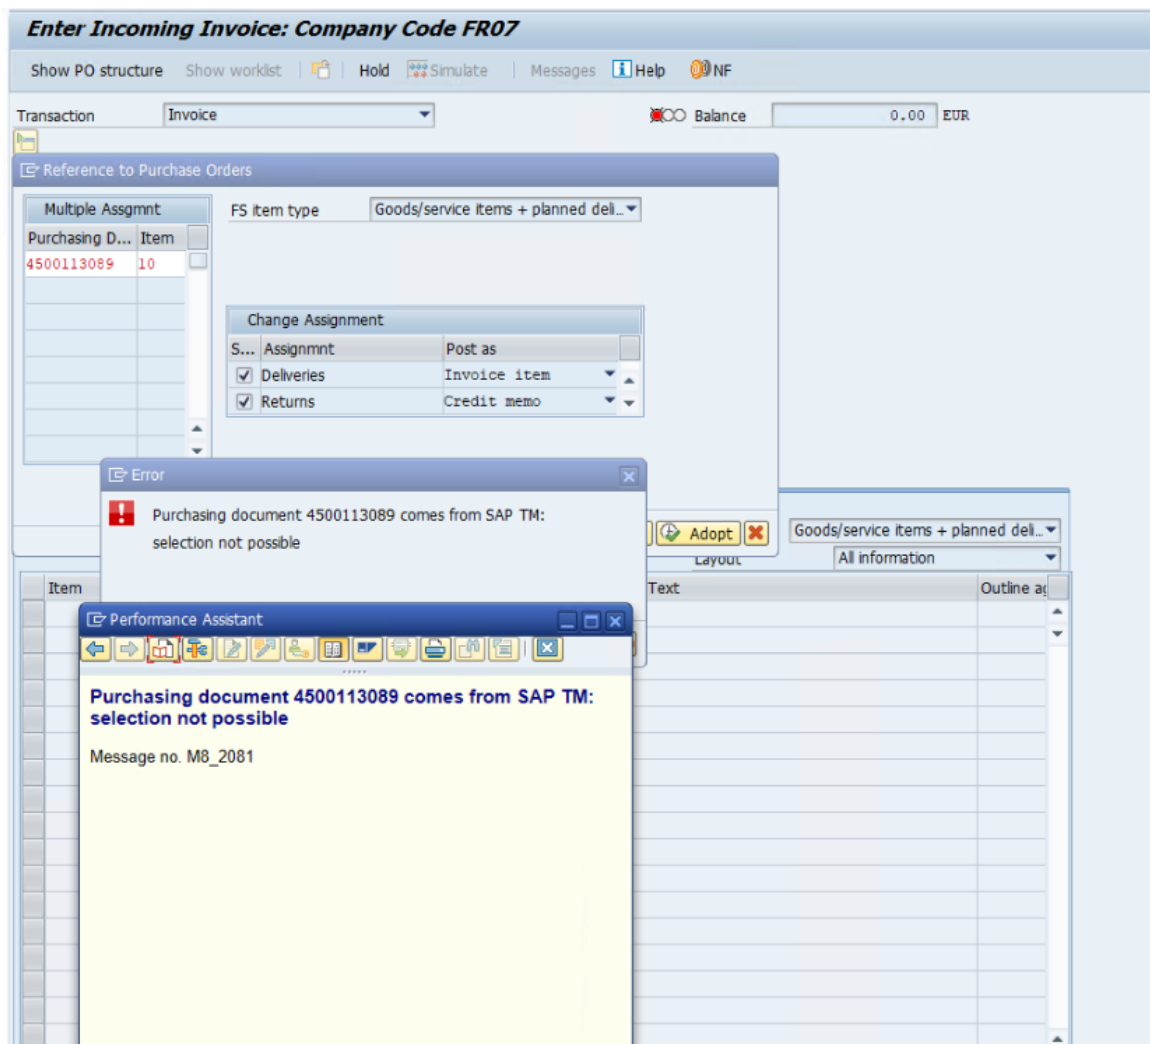 Enter Incoming Invoice: Company Code FR07
Show PO structure Show worklist Hold Simulate Messages Help NF
Transaction Invoice Balance 0.00 EUR
Reference to Purchase Orders
Multiple Assgmnt
FS item type Goods/service items + planned deli...
Purchasing D... Item
4500113089 10
Change Assignment
S... Assignmnt Post as
Deliveries Invoice item
Returns Credit memo
Error
Purchasing document 4500113089 comes from SAP TM:
selection not possible
Adopt
Goods/service items + planned deli...
Layout All information
Item Text Outline ag
Performance Assistant
Purchasing document 4500113089 comes from SAP TM:
selection not possible
Message no. M8_2081